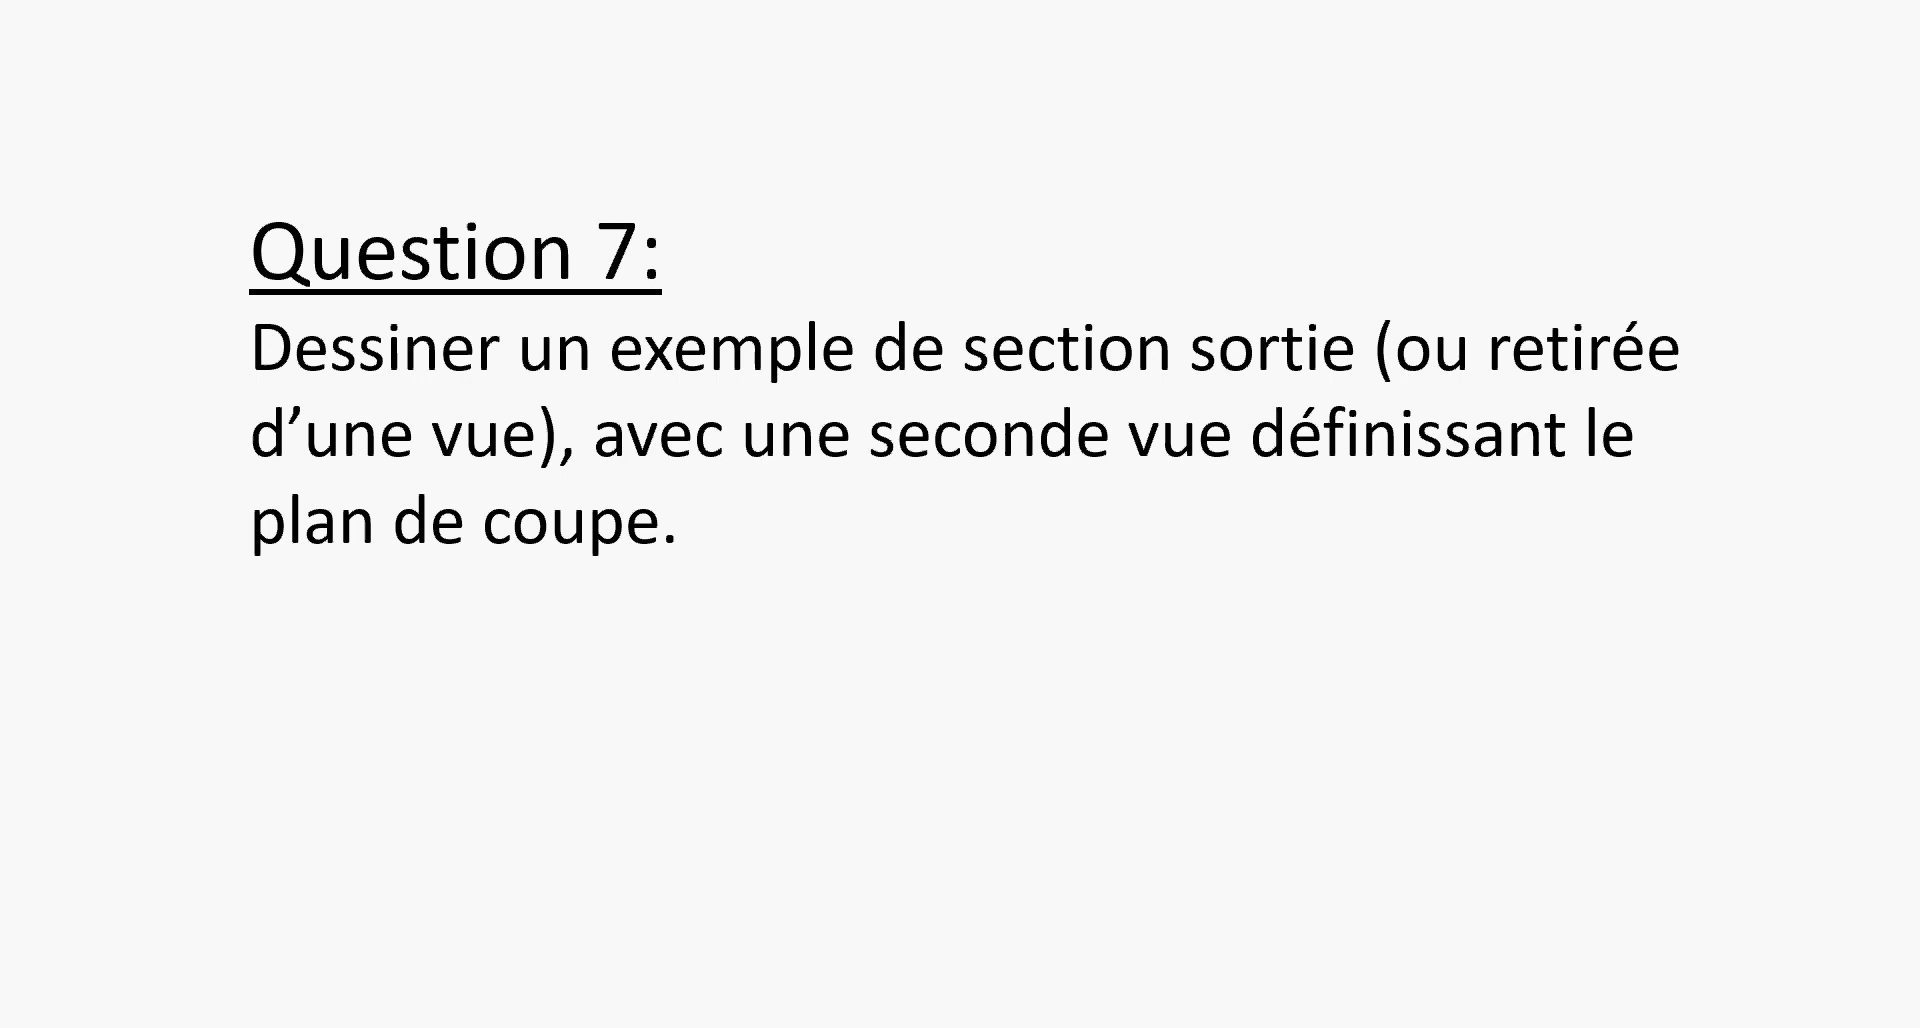 Question 7:
Dessiner un exemple de section sortie (ou retirée
d’une vue), avec une seconde vue définissant le
plan de coupe.